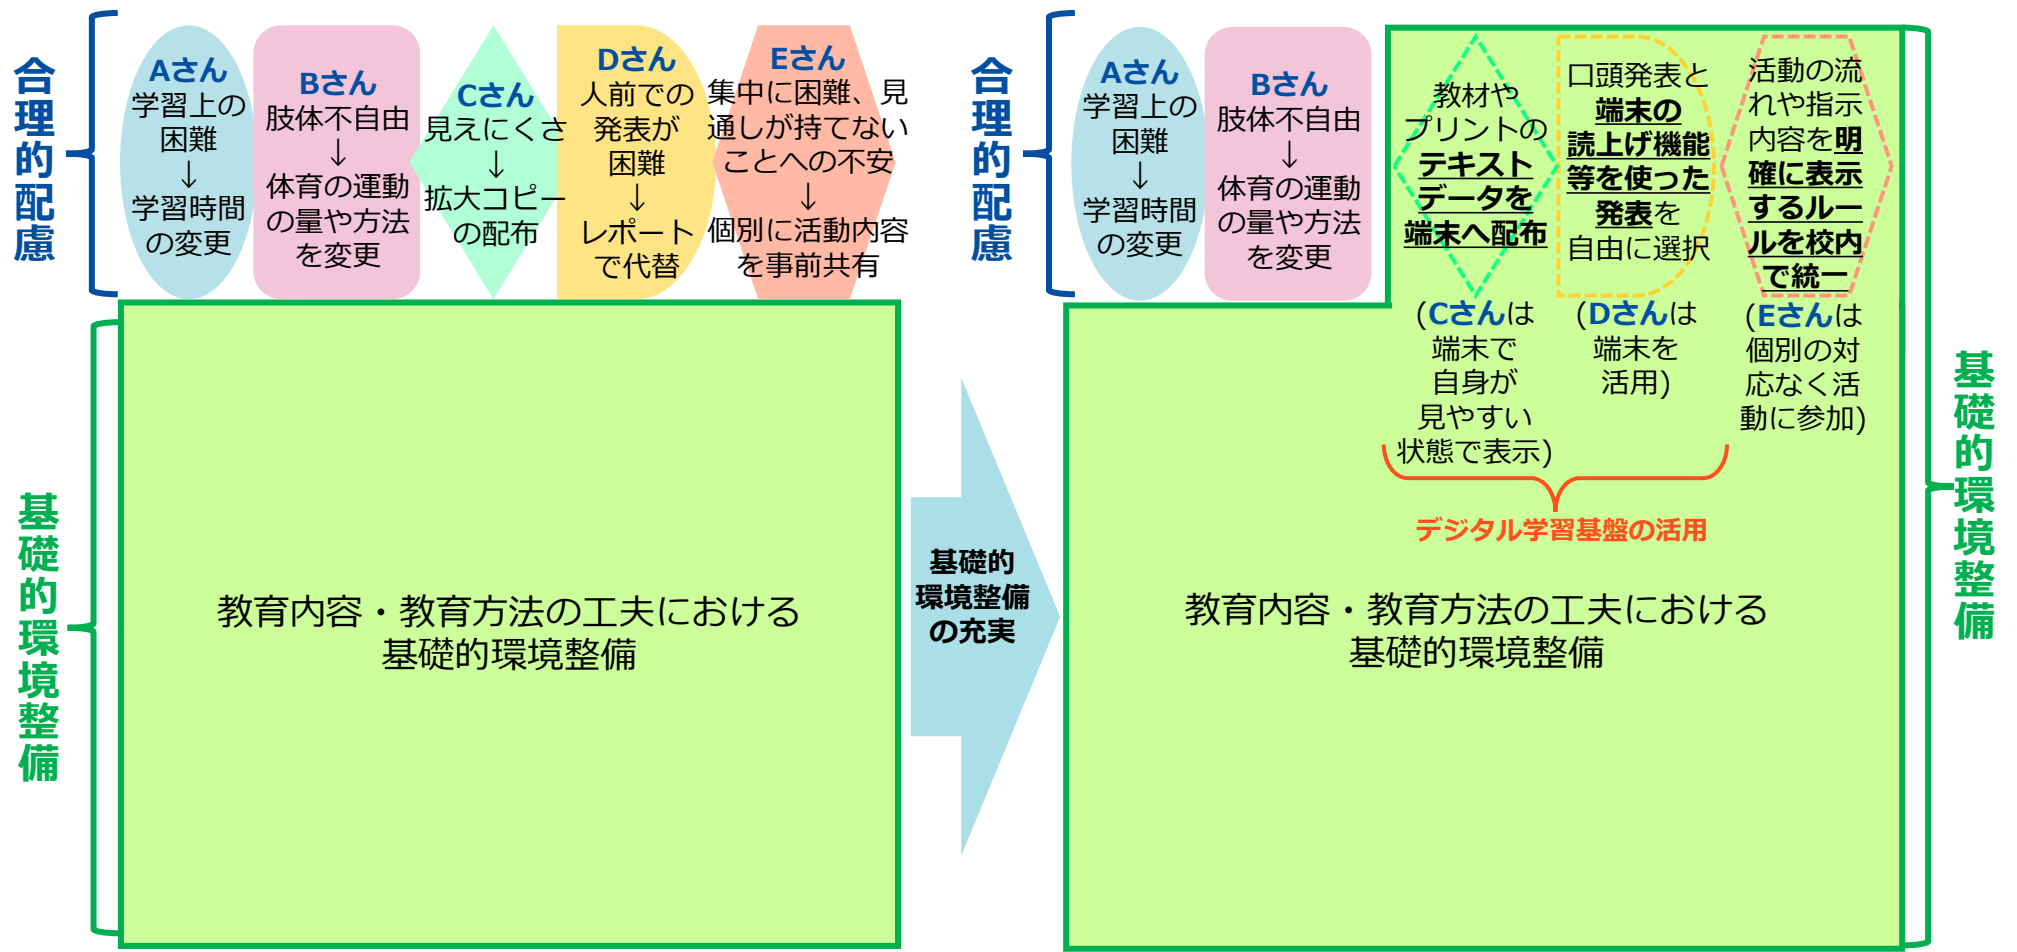 合理的配慮
Aさん
学習上の
困難
↓
学習時間
の変更
Bさん
肢体不自由
↓
体育の運動
の量や方法
を変更
Cさん
見えにくさ
↓
拡大コピー
の配布
Dさん
人前での
発表が
困難
↓
レポート
で代替
Eさん
集中に困難、見
通しが持てない
ことへの不安
↓
個別に活動内容
を事前共有
基礎的環境整備
教育内容・教育方法の工夫における
基礎的環境整備
基礎的
環境整備
の充実
合理的配慮
Aさん
学習上の
困難
↓
学習時間
の変更
Bさん
肢体不自由
↓
体育の運動
の量や方法
を変更
教材や
プリントの
テキスト
データを
端末へ配布
(Cさんは
端末で
自身が
見やすい
状態で表示)
口頭発表と
端末の
読上げ機能
等を使った
発表を
自由に選択
(Dさんは
端末を
活用)
活動の流
れや指示
内容を明
確に表示
するルー
ルを校内
で統一
(Eさんは
個別の対
応なく活
動に参加)
デジタル学習基盤の活用
教育内容・教育方法の工夫における
基礎的環境整備
基礎的環境整備